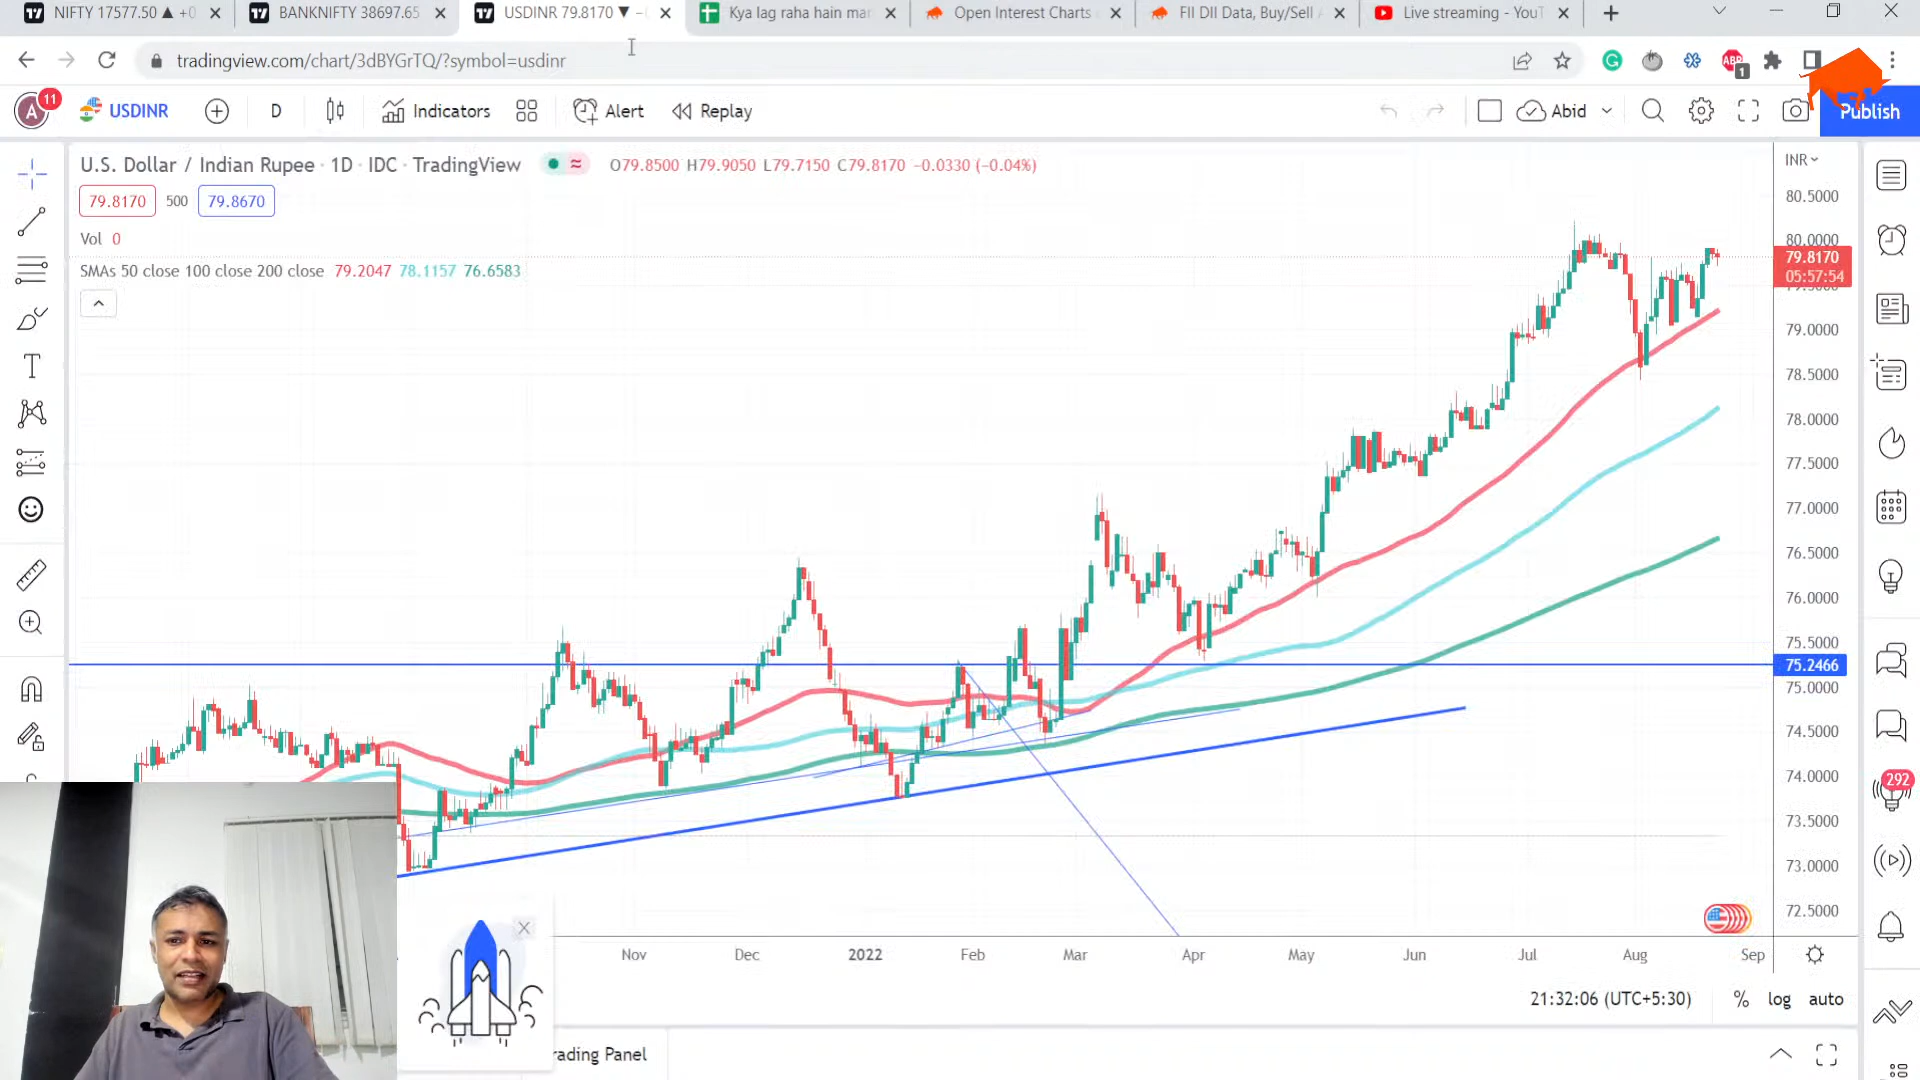 NIFTY 17577.50 ▲ +0
BANKNIFTY 38697.65
USDINR 79.8170 ▼ −
Kya lag raha hain mar
Open Interest Charts
FII DII Data, Buy/Sell
Live streaming - YouT
tradingview.com/chart/3dBYGrTQ/?symbol=usdinr
ABP
1
A
11
USDINR
D
Indicators
Alert
Replay
Abid
Publish
U.S. Dollar / Indian Rupee · 1D · IDC · TradingView
O79.8500 H79.9050 L79.7150 C79.8170 −0.0330 (−0.04%)
INR
79.8170 500 79.8670
Vol 0
SMAs 50 close 100 close 200 close 79.2047 78.1157 76.6583
80.5000
80.0000
79.8170
05:57:54
79.5000
79.0000
78.5000
78.0000
77.5000
77.0000
76.5000
76.0000
75.5000
75.2466
75.0000
74.5000
74.0000
73.5000
73.0000
72.5000
292
Nov Dec 2022 Feb Mar Apr May Jun Jul Aug Sep
21:32:06 (UTC+5:30) % log auto
rading Panel